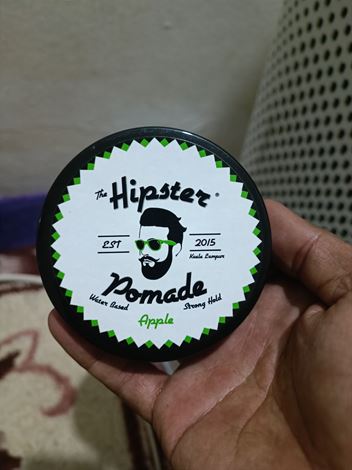 The Hipster®
EST 2015
Kuala Lumpur
Pomade
Water Based Strong Hold
Apple